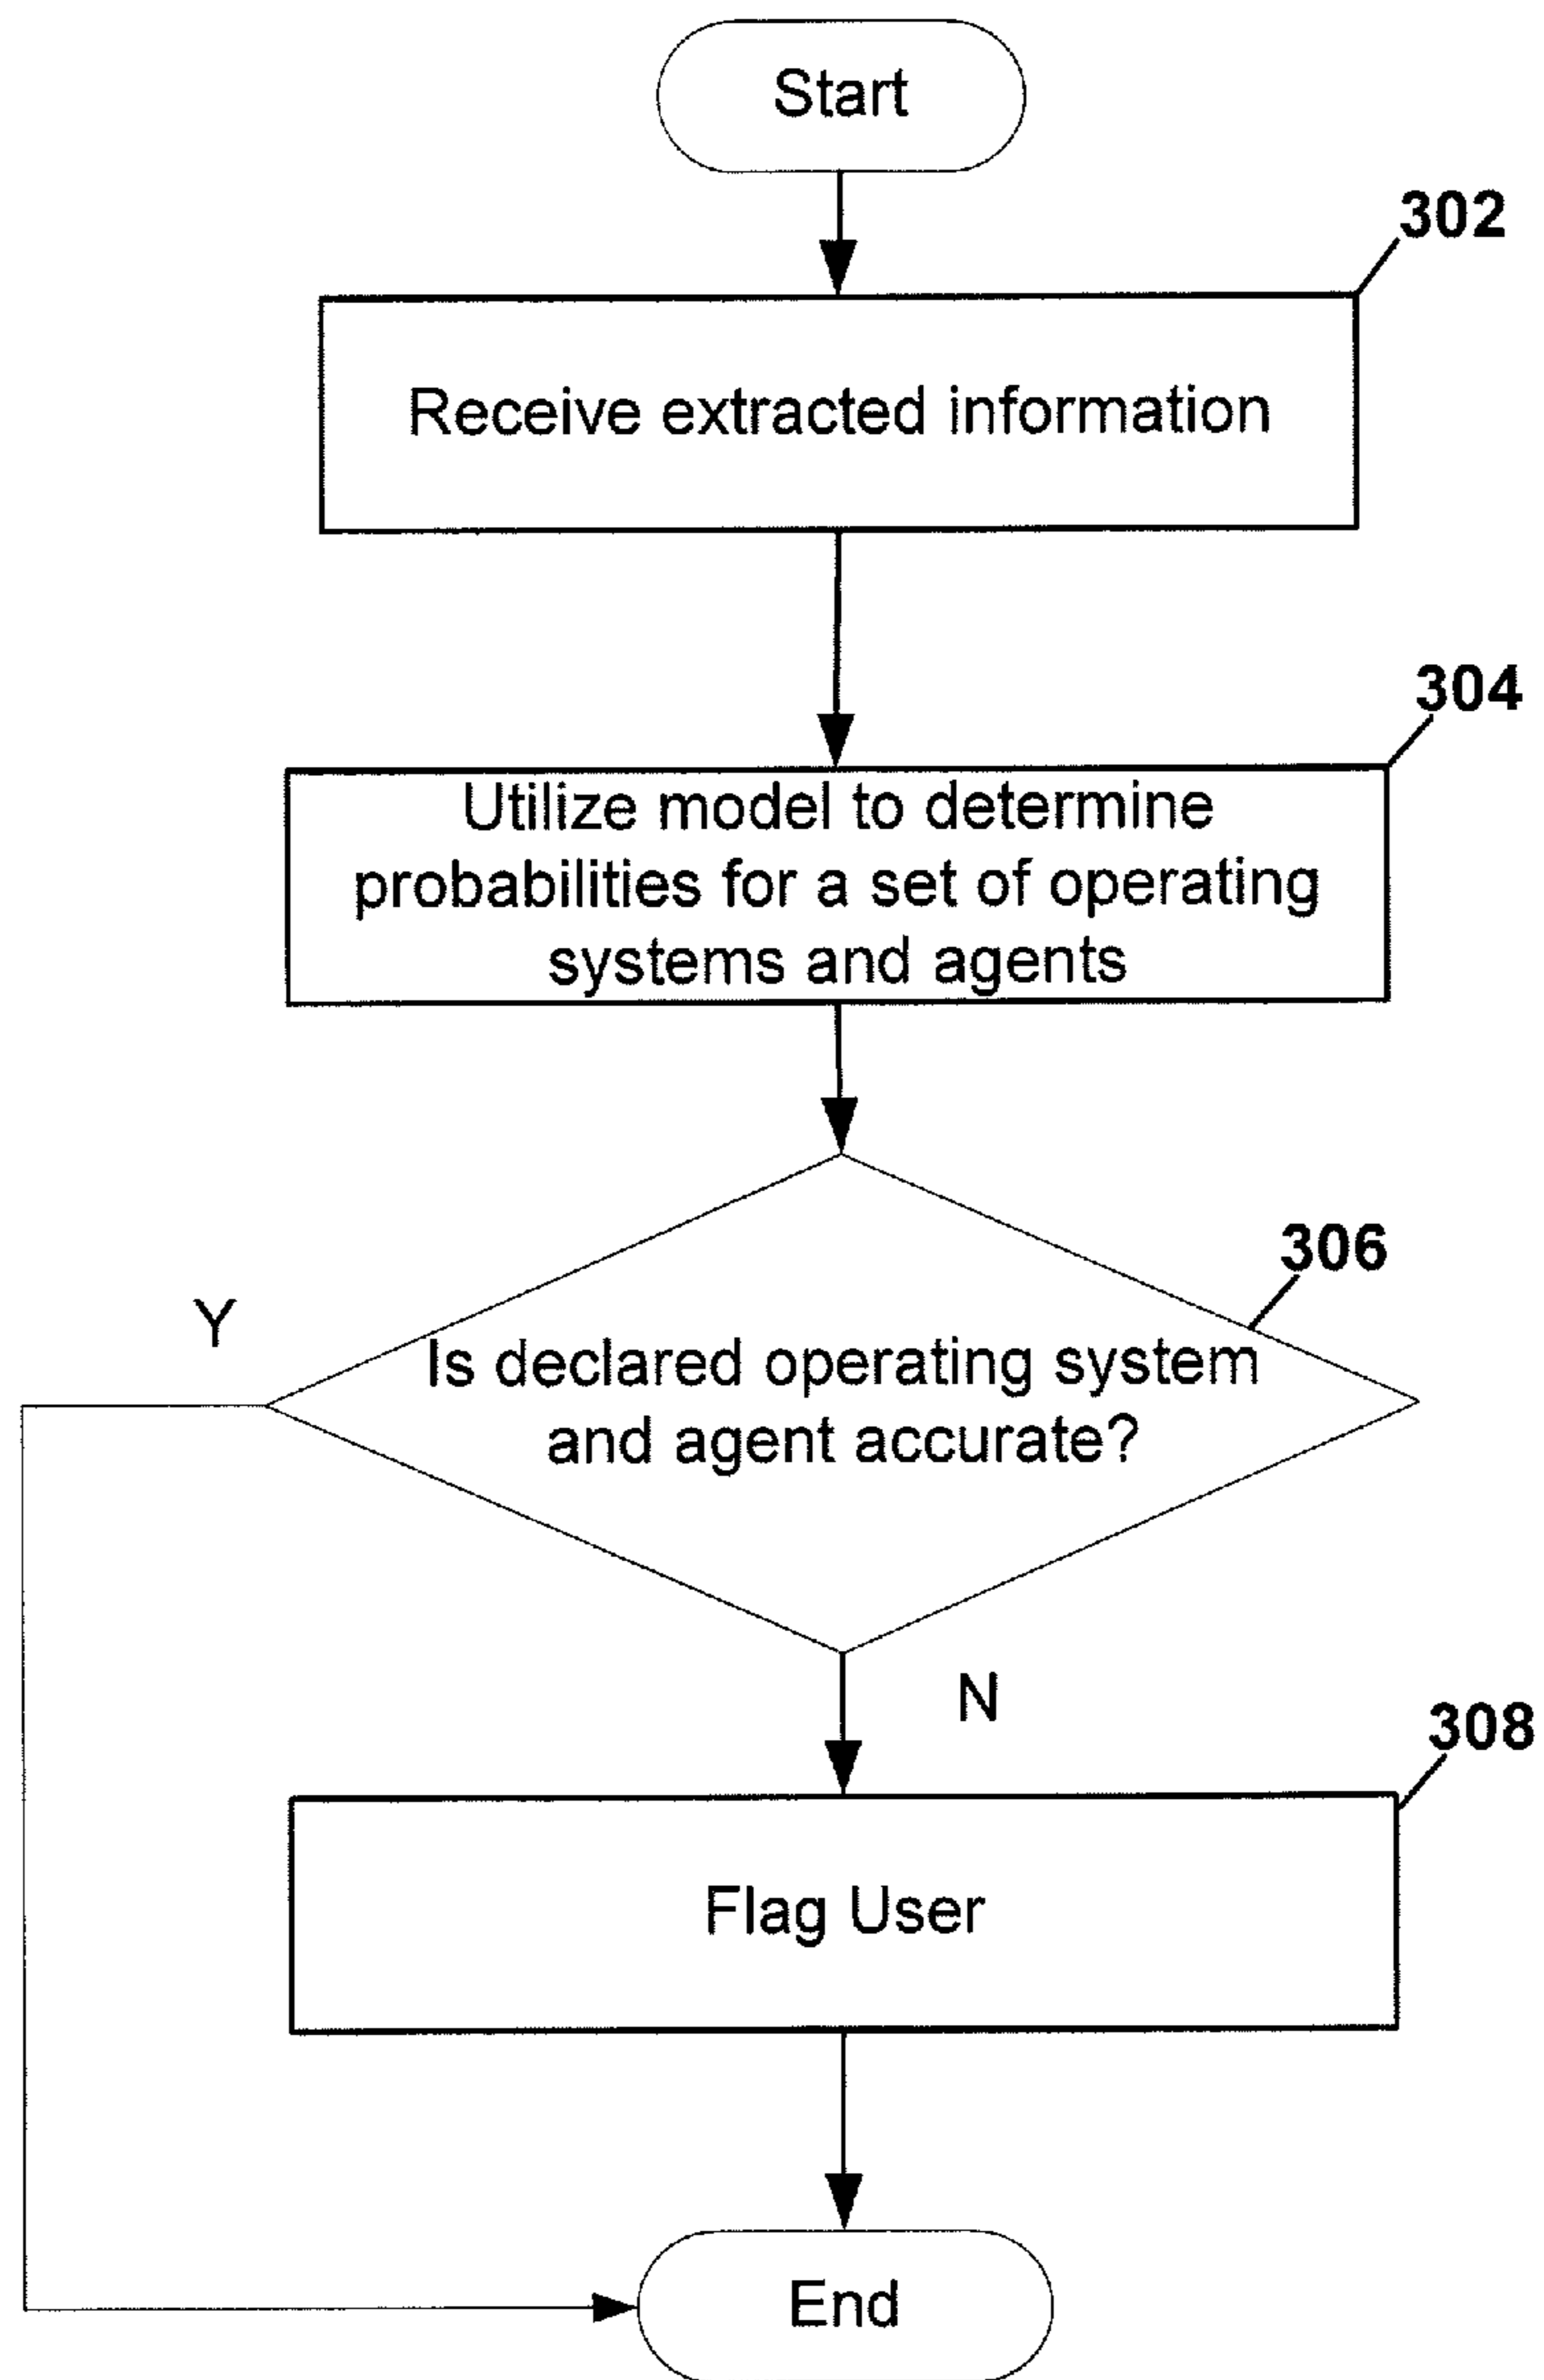 Start
302
Receive extracted information
304
Utilize model to determine
probabilities for a set of operating
systems and agents
306
Y
Is declared operating system
and agent accurate?
N
308
Flag User
End